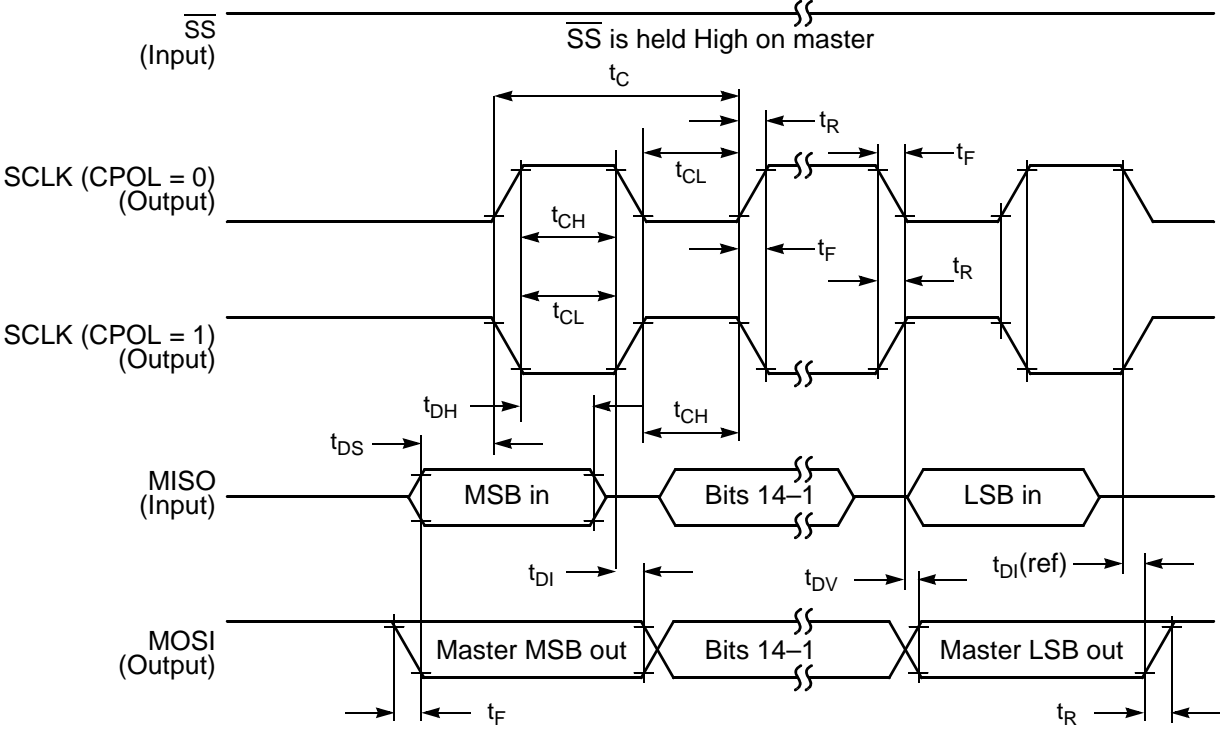 SS
(Input)
SS is held High on master
tC
tR
tF
tCL
SCLK (CPOL = 0)
(Output)
tCH
tF
tR
tCL
SCLK (CPOL = 1)
(Output)
tDH
tCH
tDS
MISO
(Input)
MSB in
Bits 14–1
LSB in
tDI
tDV
tDI(ref)
MOSI
(Output)
Master MSB out
Bits 14–1
Master LSB out
tF
tR